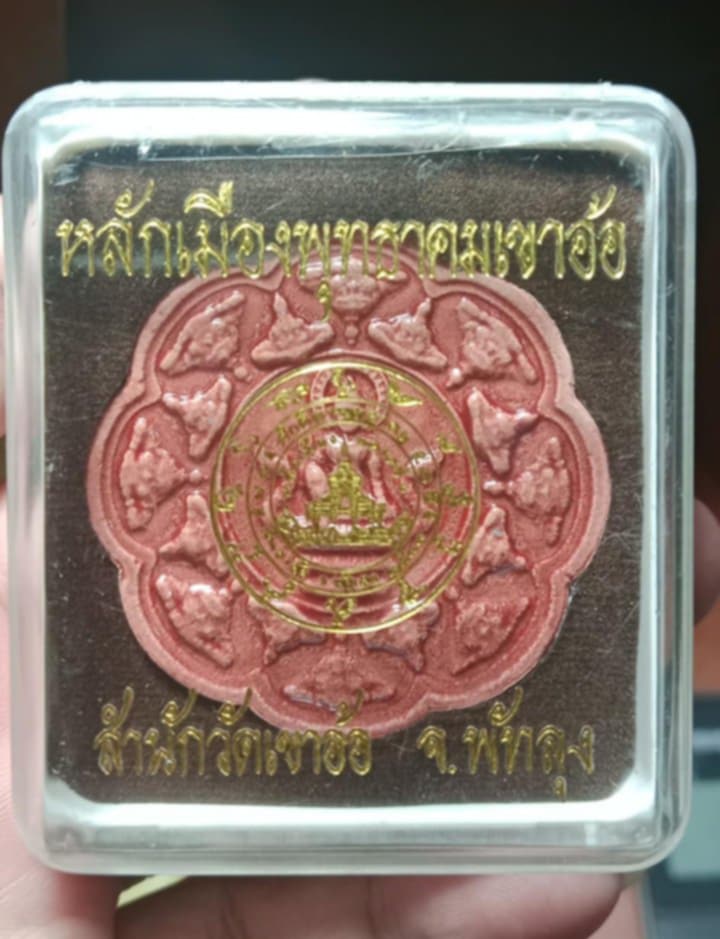 หลักเมืองพุทธาคมเขาอ้อ
สำนักวัดเขาอ้อ จ.พัทลุง